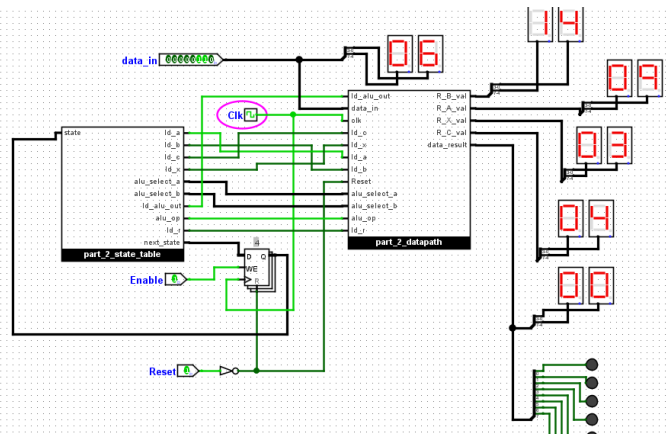 14
data_in
06
ld_alu_out R_B_val
09
Clk
data_in R_A_val
clk R_X_val
state ld_a
ld_c R_C_val
ld_b
ld_x data_result
03
ld_c
ld_a
ld_x
ld_b
alu_select_a
Reset
alu_select_b
alu_select_a
ld_alu_out
alu_select_b
04
alu_op
alu_op
ld_r
ld_r
next_state
part_2_datapath
part_2_state_table
4
D Q
WE
R
Enable
00
Reset